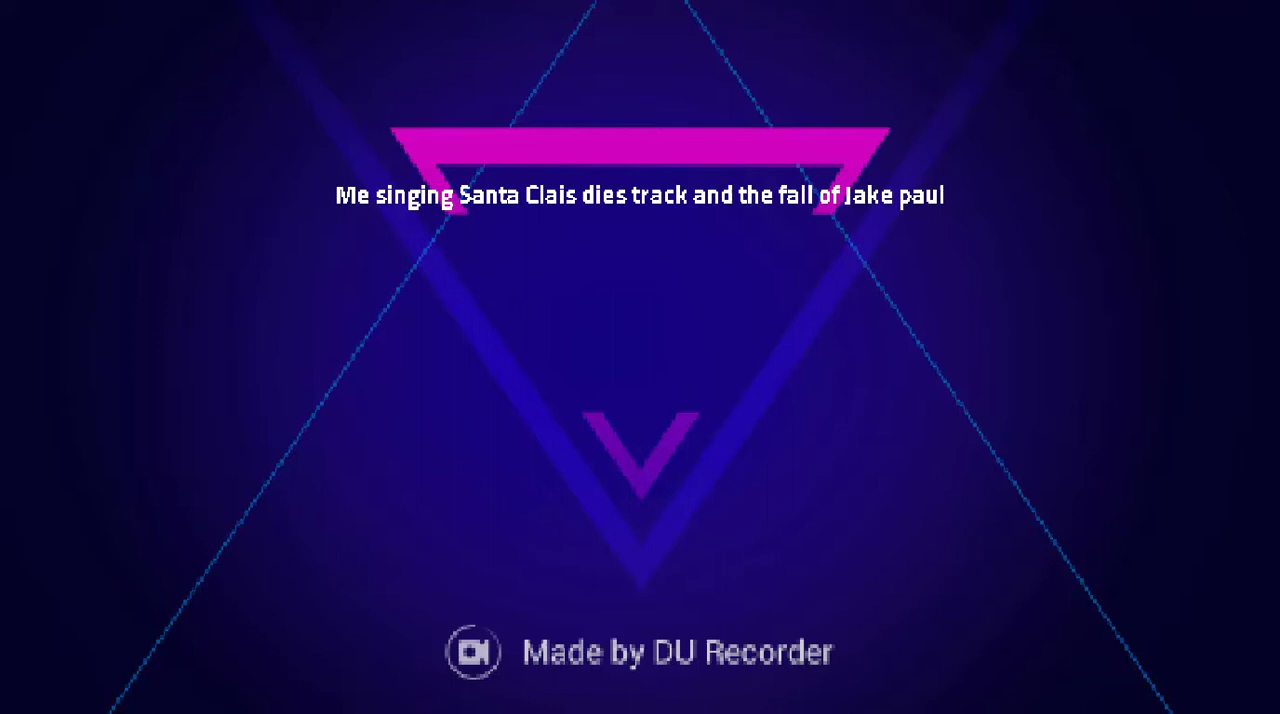 Me singing Santa Clais dies track and the fall of Jake paul
Made by DU Recorder